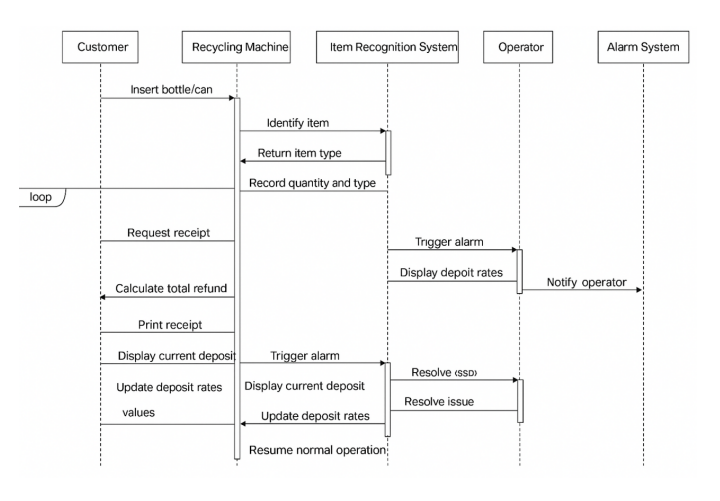 Customer
Recycling Machine
Item Recognition System
Operator
Alarm System
Insert bottle/can
Identify item
Return item type
Record quantity and type
loop
Request receipt
Trigger alarm
Display depoit rates
Notify operator
Calculate total refund
Print receipt
Display current deposit
Trigger alarm
Resolve (SSD)
Update deposit rates
Display current deposit
Resolve issue
values
Update deposit rates
Resume normal operation